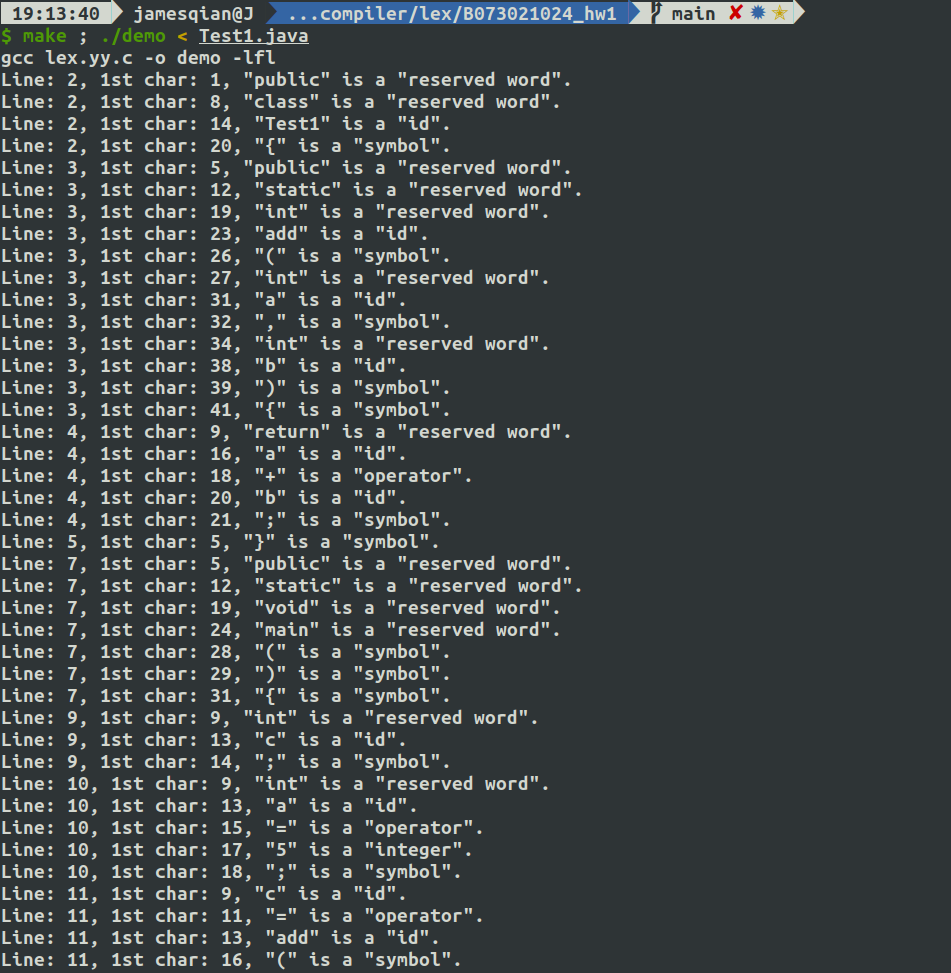 19:13:40 jamesqian@J ...compiler/lex/B073021024_hw1 main ✘ ✹ ✭
$ make ; ./demo < Test1.java
gcc lex.yy.c -o demo -lfl
Line: 2, 1st char: 1, "public" is a "reserved word".
Line: 2, 1st char: 8, "class" is a "reserved word".
Line: 2, 1st char: 14, "Test1" is a "id".
Line: 2, 1st char: 20, "{" is a "symbol".
Line: 3, 1st char: 5, "public" is a "reserved word".
Line: 3, 1st char: 12, "static" is a "reserved word".
Line: 3, 1st char: 19, "int" is a "reserved word".
Line: 3, 1st char: 23, "add" is a "id".
Line: 3, 1st char: 26, "(" is a "symbol".
Line: 3, 1st char: 27, "int" is a "reserved word".
Line: 3, 1st char: 31, "a" is a "id".
Line: 3, 1st char: 32, "," is a "symbol".
Line: 3, 1st char: 34, "int" is a "reserved word".
Line: 3, 1st char: 38, "b" is a "id".
Line: 3, 1st char: 39, ")" is a "symbol".
Line: 3, 1st char: 41, "{" is a "symbol".
Line: 4, 1st char: 9, "return" is a "reserved word".
Line: 4, 1st char: 16, "a" is a "id".
Line: 4, 1st char: 18, "+" is a "operator".
Line: 4, 1st char: 20, "b" is a "id".
Line: 4, 1st char: 21, ";" is a "symbol".
Line: 5, 1st char: 5, "}" is a "symbol".
Line: 7, 1st char: 5, "public" is a "reserved word".
Line: 7, 1st char: 12, "static" is a "reserved word".
Line: 7, 1st char: 19, "void" is a "reserved word".
Line: 7, 1st char: 24, "main" is a "reserved word".
Line: 7, 1st char: 28, "(" is a "symbol".
Line: 7, 1st char: 29, ")" is a "symbol".
Line: 7, 1st char: 31, "{" is a "symbol".
Line: 9, 1st char: 9, "int" is a "reserved word".
Line: 9, 1st char: 13, "c" is a "id".
Line: 9, 1st char: 14, ";" is a "symbol".
Line: 10, 1st char: 9, "int" is a "reserved word".
Line: 10, 1st char: 13, "a" is a "id".
Line: 10, 1st char: 15, "=" is a "operator".
Line: 10, 1st char: 17, "5" is a "integer".
Line: 10, 1st char: 18, ";" is a "symbol".
Line: 11, 1st char: 9, "c" is a "id".
Line: 11, 1st char: 11, "=" is a "operator".
Line: 11, 1st char: 13, "add" is a "id".
Line: 11, 1st char: 16, "(" is a "symbol".